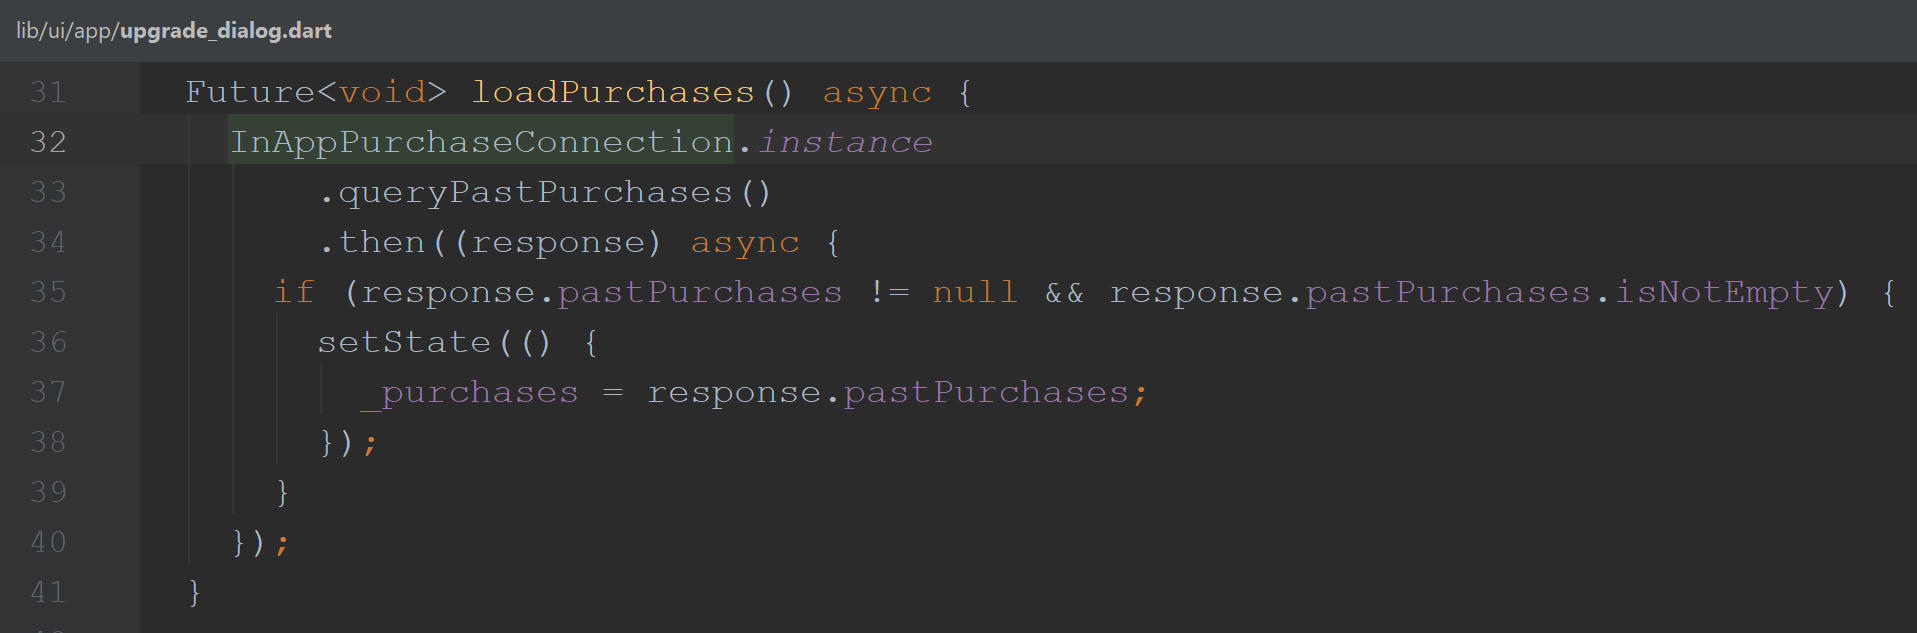 lib/ui/app/upgrade_dialog.dart
31 Future<void> loadPurchases() async {
32 InAppPurchaseConnection.instance
33 .queryPastPurchases()
34 .then((response) async {
35 if (response.pastPurchases != null && response.pastPurchases.isNotEmpty) {
36 setState(() {
37 _purchases = response.pastPurchases;
38 });
39 }
40 });
41 }